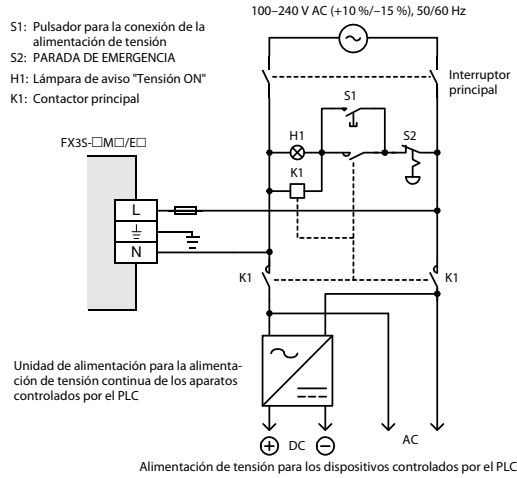 100–240 V AC (+10 %/–15 %), 50/60 Hz
S1: Pulsador para la conexión de la
alimentación de tensión
S2: PARADA DE EMERGENCIA
H1: Lámpara de aviso "Tensión ON"
K1: Contactor principal
Interruptor
principal
S1
H1
S2
K1
FX3S-□M□/E□
L
N
K1
K1
Unidad de alimentación para la alimenta-
ción de tensión continua de los aparatos
controlados por el PLC
DC
AC
Alimentación de tensión para los dispositivos controlados por el PLC